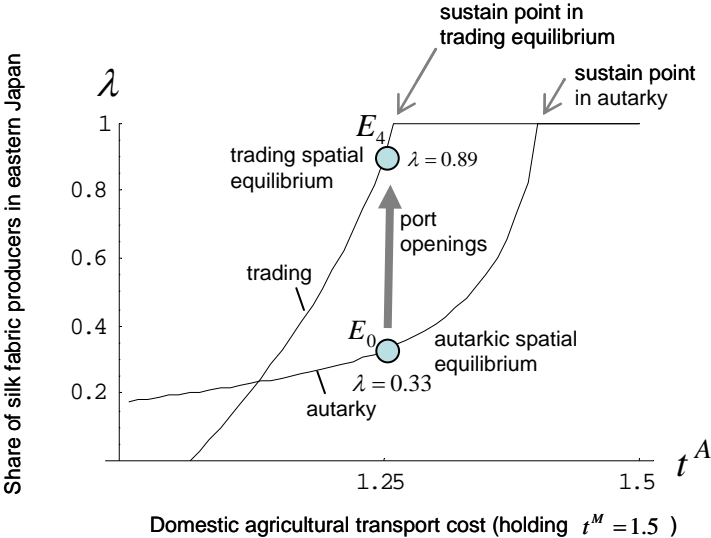 sustain point in
trading equilibrium
sustain point
in autarky
λ
Share of silk fabric producers in eastern Japan
1
E₄
trading spatial
equilibrium
λ = 0.89
0.8
port
openings
0.6
trading
0.4
E₀
autarkic spatial
equilibrium
λ = 0.33
0.2
autarky
1.25
1.5
t^A
Domestic agricultural transport cost (holding t^M = 1.5 )